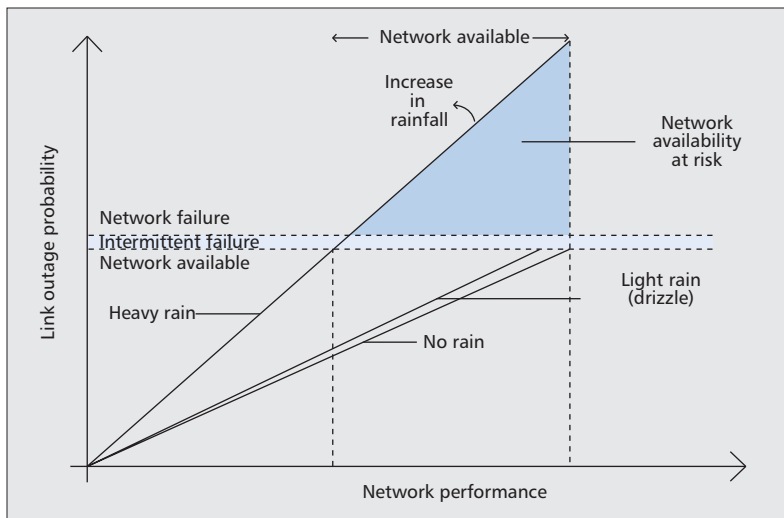 Network available
Increase
in
rainfall
Network
availability
at risk
Network failure
Intermittent failure
Network available
Light rain
(drizzle)
Heavy rain
No rain
Link outage probability
Network performance